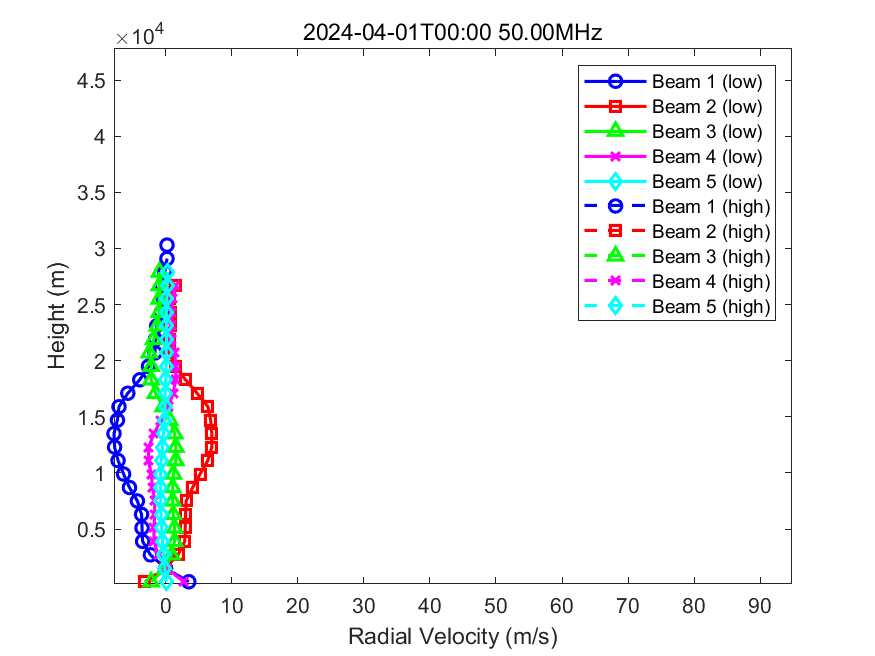 2024-04-01T00:00 50.00MHz
×10⁴
4.5
4
3.5
3
2.5
2
1.5
1
0.5
Height (m)
0 10 20 30 40 50 60 70 80 90
Radial Velocity (m/s)
Beam 1 (low)
Beam 2 (low)
Beam 3 (low)
Beam 4 (low)
Beam 5 (low)
Beam 1 (high)
Beam 2 (high)
Beam 3 (high)
Beam 4 (high)
Beam 5 (high)